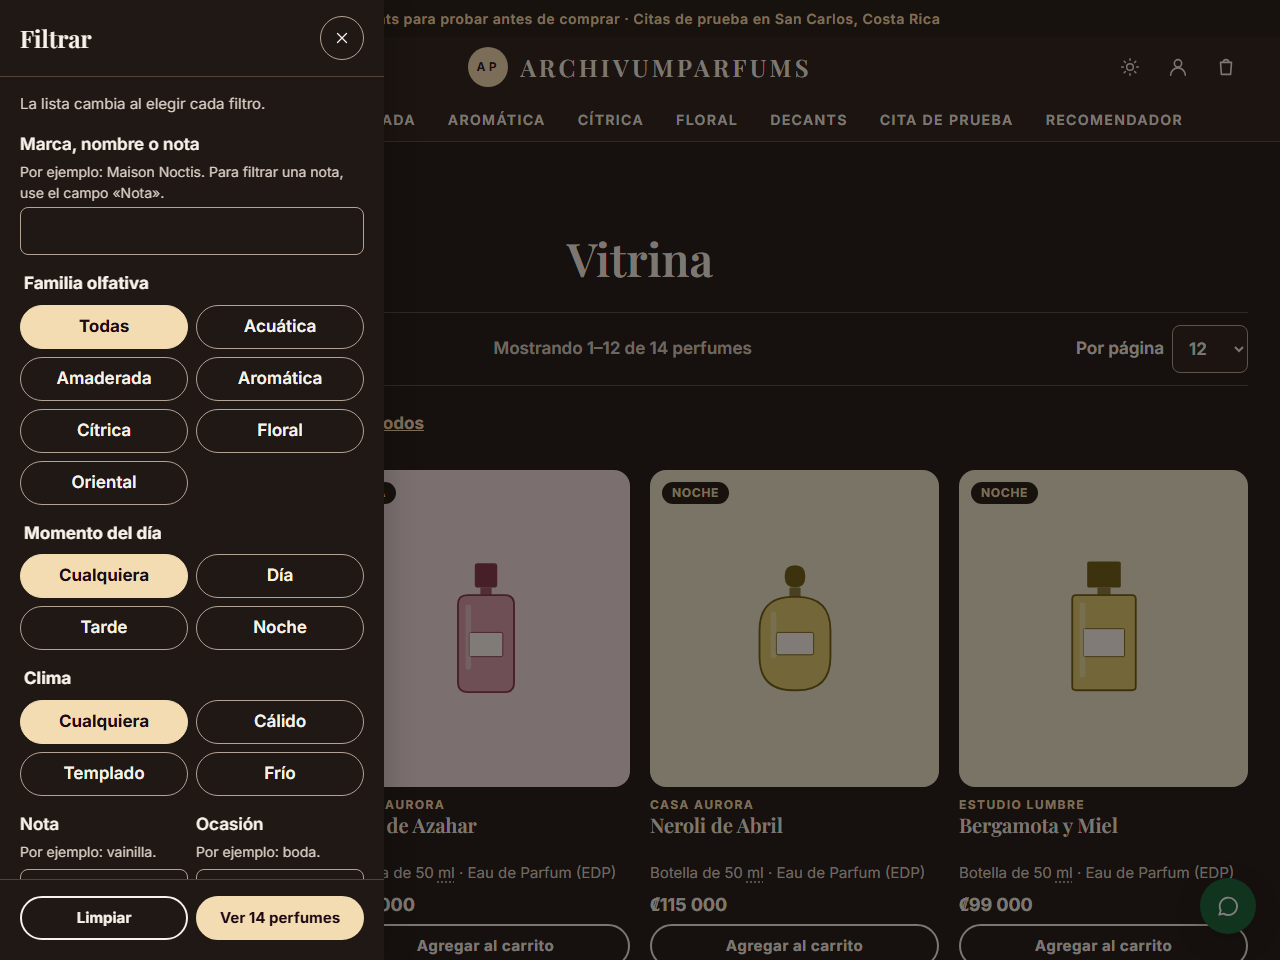 Filtrar
La lista cambia al elegir cada filtro.
Marca, nombre o nota
Por ejemplo: Maison Noctis. Para filtrar una nota,
use el campo «Nota».
Familia olfativa
Todas
Acuática
Amaderada
Aromática
Cítrica
Floral
Oriental
Momento del día
Cualquiera
Día
Tarde
Noche
Clima
Cualquiera
Cálido
Templado
Frío
Nota
Ocasión
Por ejemplo: vainilla.
Por ejemplo: boda.
Limpiar
Ver 14 perfumes
para probar antes de comprar · Citas de prueba en San Carlos, Costa Rica
AP
ARCHIVUMPARFUMS
AROMÁTICA
CÍTRICA
FLORAL
DECANTS
CITA DE PRUEBA
RECOMENDADOR
Vitrina
Mostrando 1–12 de 14 perfumes
Por página
12
NOCHE
NOCHE
AURORA
de Azahar
de 50 ml · Eau de Parfum (EDP)
Agregar al carrito
CASA AURORA
Neroli de Abril
Botella de 50 ml · Eau de Parfum (EDP)
₡115 000
Agregar al carrito
ESTUDIO LUMBRE
Bergamota y Miel
Botella de 50 ml · Eau de Parfum (EDP)
₡99 000
Agregar al carrito